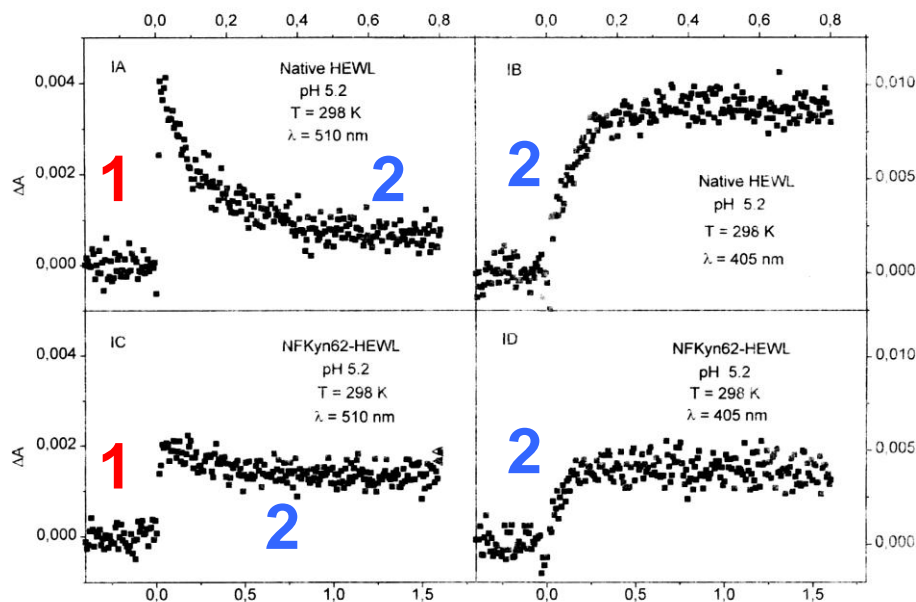 0,0 0,2 0,4 0,6 0,8 0,0 0,2 0,4 0,6 0,8
IA
Native HEWL
pH 5.2
T = 298 K
λ = 510 nm
1
2
0,004
0,002
0,000
ΔA
IB
2
Native HEWL
pH 5.2
T = 298 K
λ = 405 nm
0,010
0,005
0,000
IC
NFKyn62-HEWL
pH 5.2
T = 298 K
λ = 510 nm
1
2
0,004
0,002
0,000
ΔA
ID
NFKyn62-HEWL
pH 5.2
T = 298 K
λ = 405 nm
2
0,010
0,005
0,000
0,0 0,5 1,0 1,5 0,0 0,5 1,0 1,5